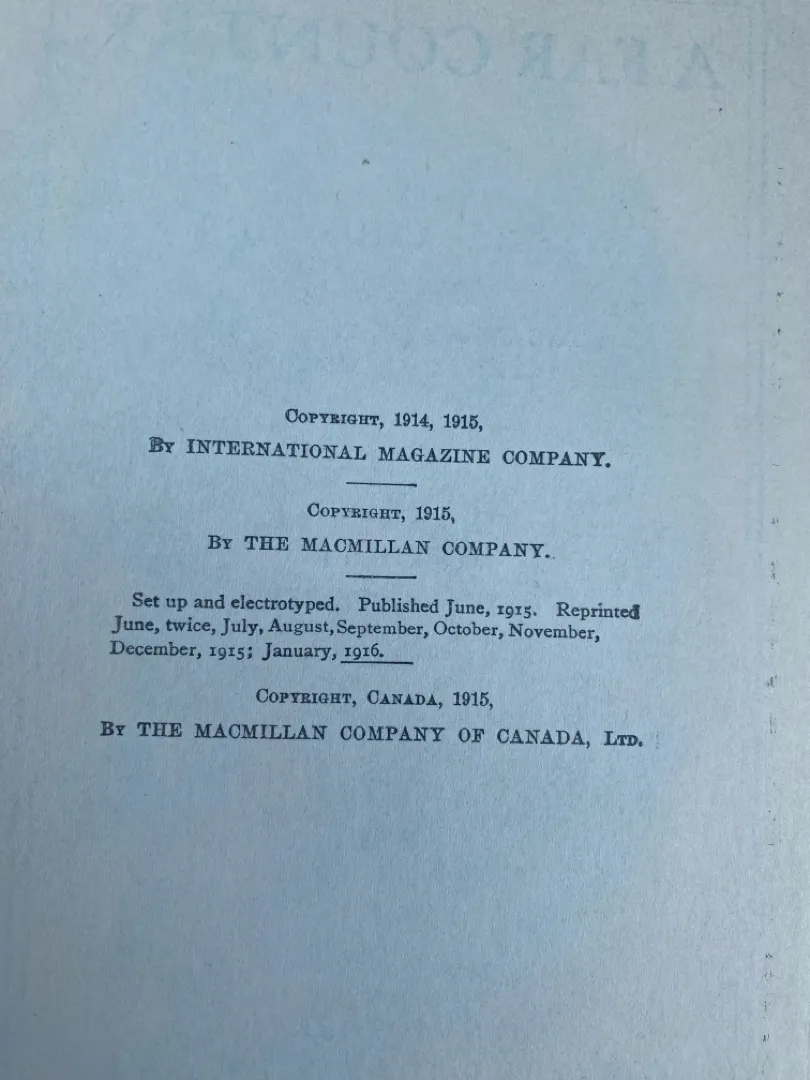 A FAR COUNTRY
COPYRIGHT, 1914, 1915,
BY INTERNATIONAL MAGAZINE COMPANY.
COPYRIGHT, 1915,
BY THE MACMILLAN COMPANY.
Set up and electrotyped. Published June, 1915. Reprinted
June, twice, July, August, September, October, November,
December, 1915; January, 1916.
COPYRIGHT, CANADA, 1915,
BY THE MACMILLAN COMPANY OF CANADA, LTD.